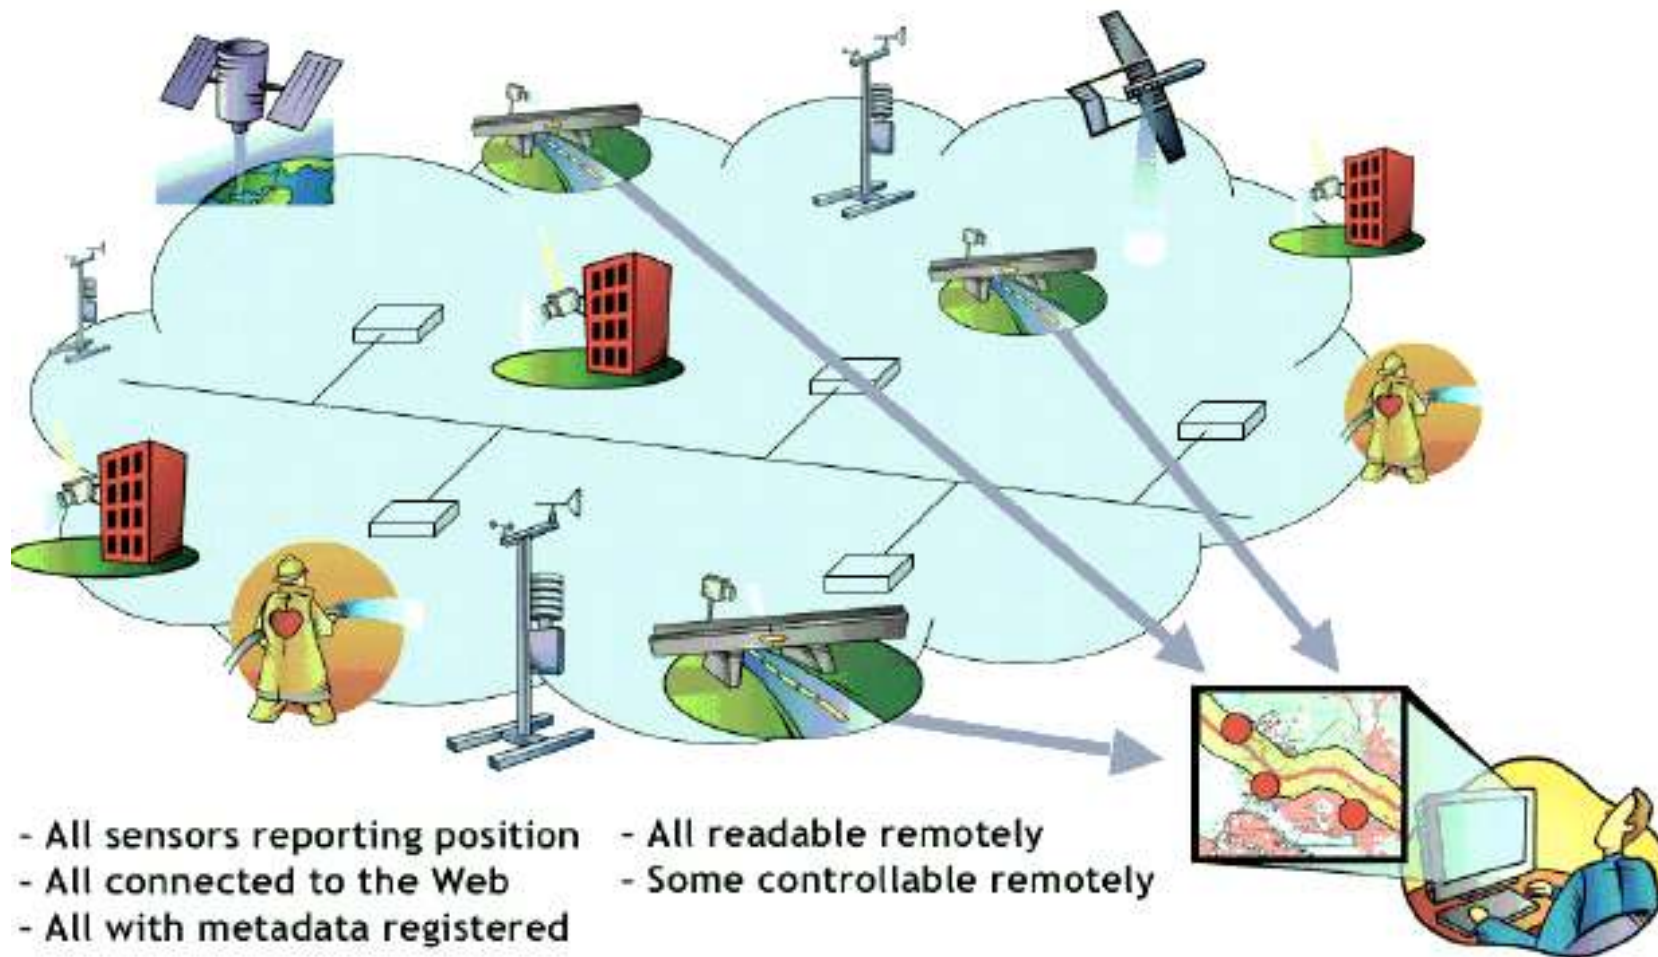 - All sensors reporting position
- All connected to the Web
- All with metadata registered
- All readable remotely
- Some controllable remotely